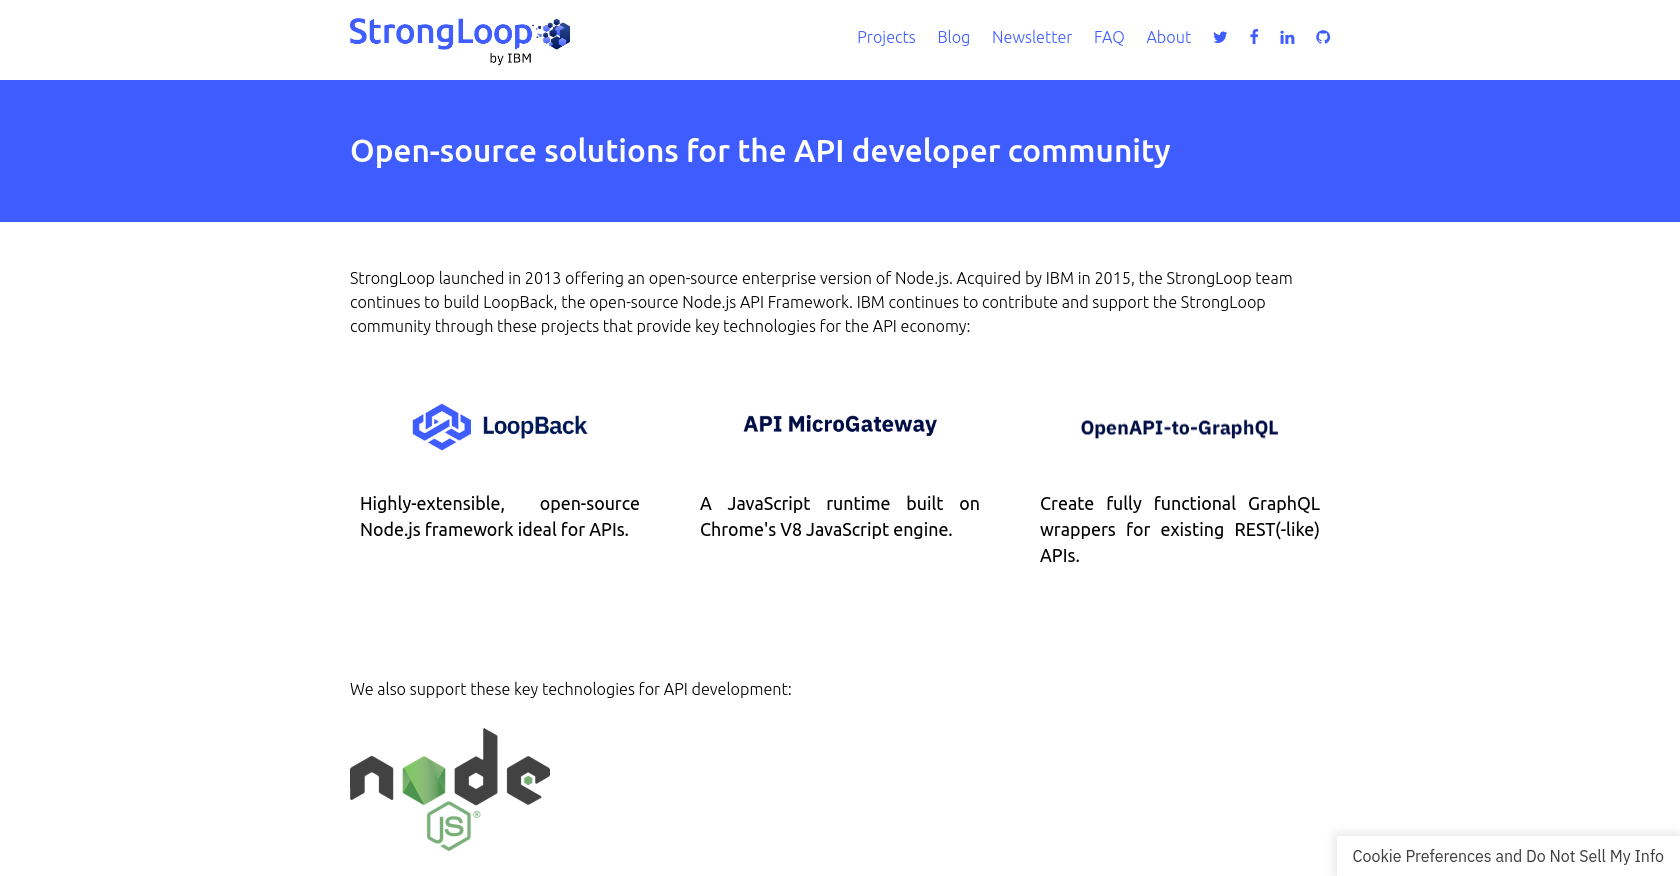 StrongLoop
by IBM
Projects Blog Newsletter FAQ About
Open-source solutions for the API developer community
StrongLoop launched in 2013 offering an open-source enterprise version of Node.js. Acquired by IBM in 2015, the StrongLoop team
continues to build LoopBack, the open-source Node.js API Framework. IBM continues to contribute and support the StrongLoop
community through these projects that provide key technologies for the API economy:
LoopBack
Highly-extensible, open-source
Node.js framework ideal for APIs.
API MicroGateway
A JavaScript runtime built on
Chrome's V8 JavaScript engine.
OpenAPI-to-GraphQL
Create fully functional GraphQL
wrappers for existing REST(-like)
APIs.
We also support these key technologies for API development:
node
JS®
Cookie Preferences and Do Not Sell My Info